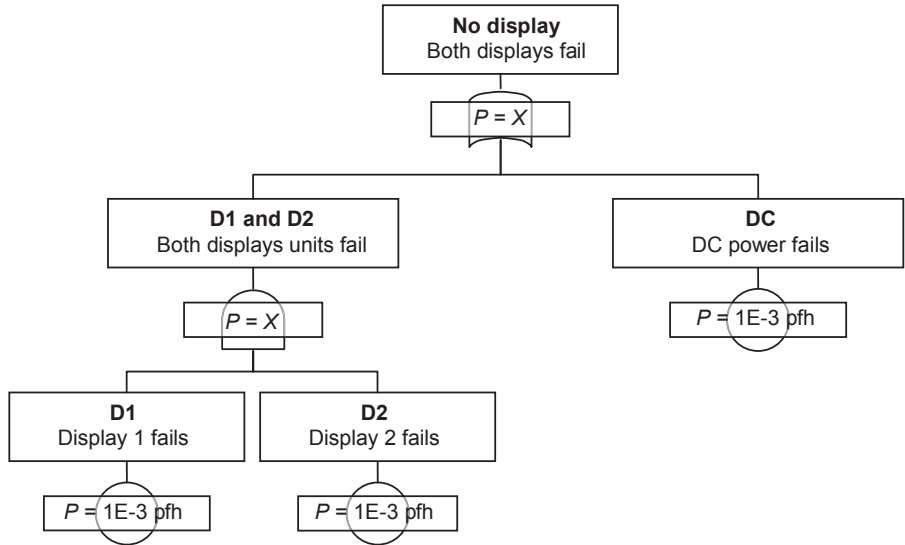 No display
Both displays fail
P = X
D1 and D2
Both displays units fail
DC
DC power fails
P = X
P = 1E-3 pfh
D1
Display 1 fails
D2
Display 2 fails
P = 1E-3 pfh
P = 1E-3 pfh